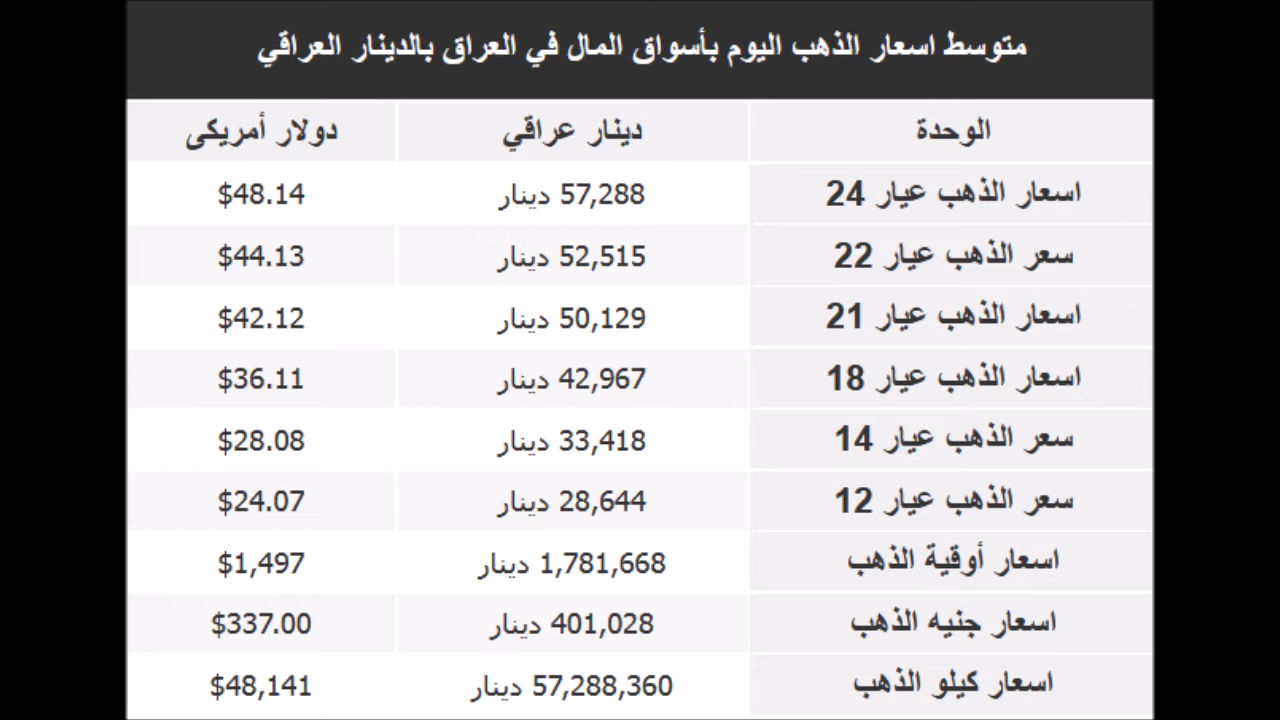 متوسط اسعار الذهب اليوم بأسواق المال في العراق بالدينار العراقي
الوحدة دينار عراقي دولار أمريكى
اسعار الذهب عيار 24 57,288 دينار $48.14
سعر الذهب عيار 22 52,515 دينار $44.13
اسعار الذهب عيار 21 50,129 دينار $42.12
اسعار الذهب عيار 18 42,967 دينار $36.11
سعر الذهب عيار 14 33,418 دينار $28.08
سعر الذهب عيار 12 28,644 دينار $24.07
اسعار أوقية الذهب 1,781,668 دينار $1,497
اسعار جنيه الذهب 401,028 دينار $337.00
اسعار كيلو الذهب 57,288,360 دينار $48,141